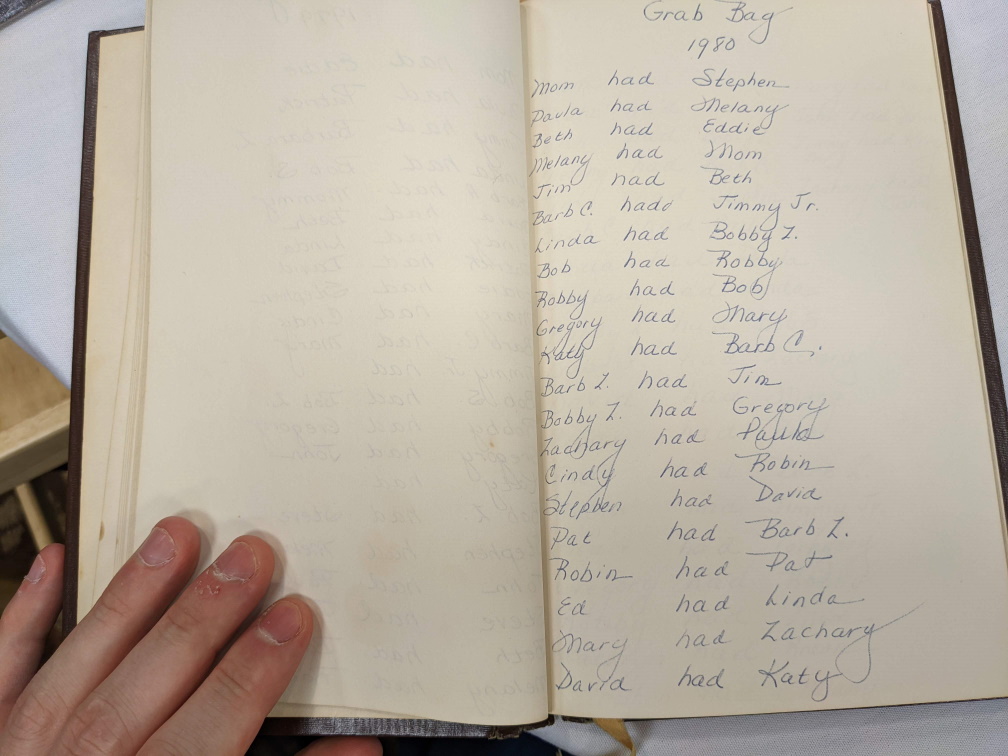 Grab Bag
1980
Mom had Stephen
Paula had Melany
Beth had Eddie
Melany had Mom
Jim had Beth
Barb C. hadd Jimmy Jr.
Linda had Bobby Z.
Bob had Robby
Robby had Bob
Gregory had Mary
Katy had Barb C.
Barb Z. had Jim
Bobby Z. had Gregory
Zachary had Paula
Cindy had Robin
Stephen had David
Pat had Barb Z.
Robin had Pat
Ed had Linda
Mary had Zachary
David had Katy